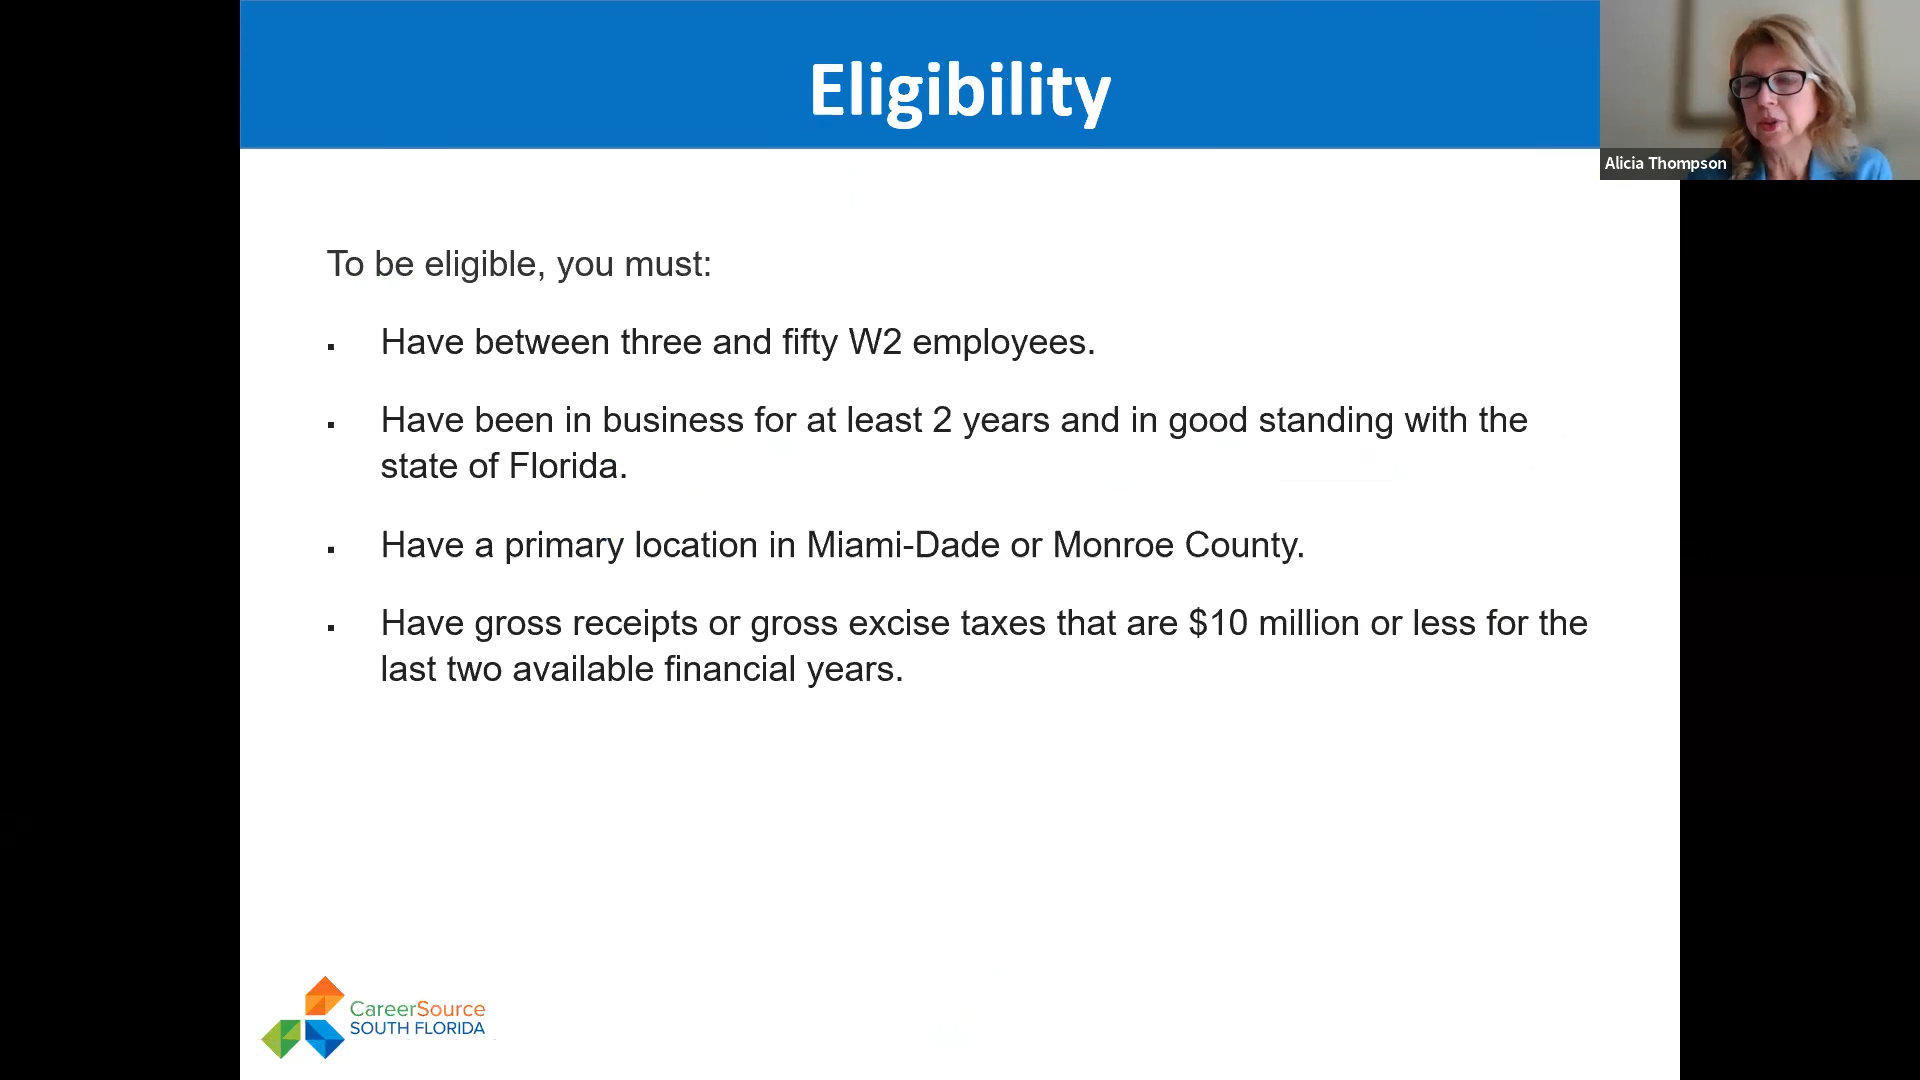 Eligibility
Alicia Thompson
To be eligible, you must:
▪ Have between three and fifty W2 employees.
▪ Have been in business for at least 2 years and in good standing with the
state of Florida.
▪ Have a primary location in Miami-Dade or Monroe County.
▪ Have gross receipts or gross excise taxes that are $10 million or less for the
last two available financial years.
CareerSource
SOUTH FLORIDA